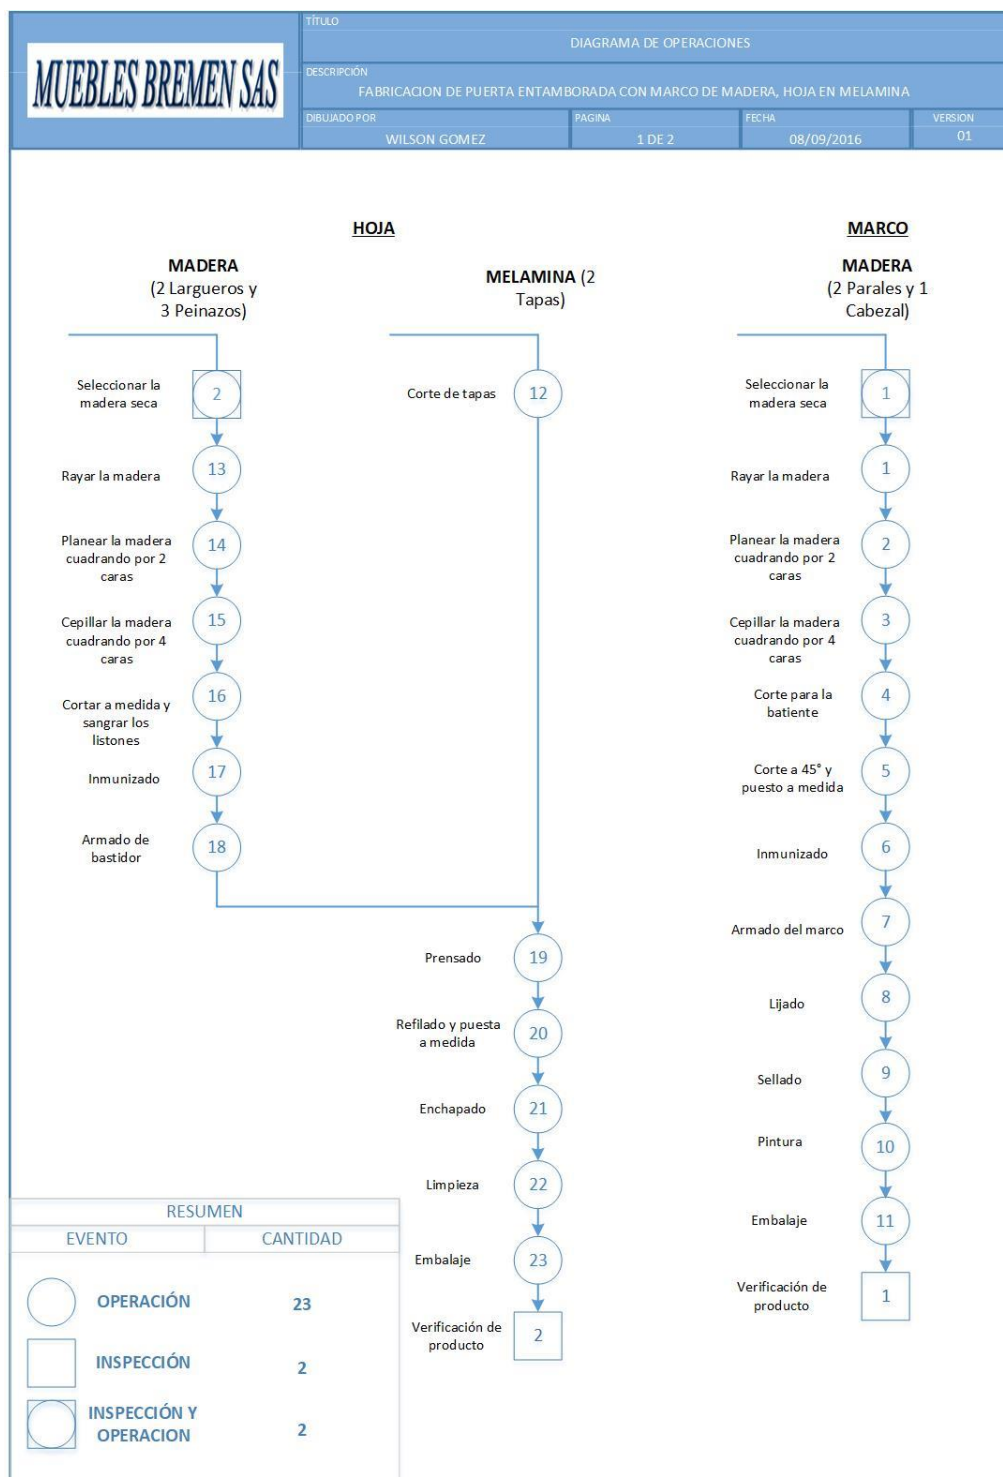 MUEBLES BREMEN SAS
TÍTULO
DIAGRAMA DE OPERACIONES
DESCRIPCIÓN
FABRICACION DE PUERTA ENTAMBORADA CON MARCO DE MADERA, HOJA EN MELAMINA
DIBUJADO POR
WILSON GOMEZ
PAGINA
1 DE 2
FECHA
08/09/2016
VERSION
01
HOJA
MADERA
(2 Largueros y
3 Peinazos)
Seleccionar la
madera seca
2
Rayar la madera
13
Planear la madera
cuadrando por 2
caras
14
Cepillar la madera
cuadrando por 4
caras
15
Cortar a medida y
sangrar los
listones
16
Inmunizado
17
Armado de
bastidor
18
MELAMINA (2
Tapas)
Corte de tapas
12
Prensado
19
Refilado y puesta
a medida
20
Enchapado
21
Limpieza
22
Embalaje
23
Verificación de
producto
2
MARCO
MADERA
(2 Parales y 1
Cabezal)
Seleccionar la
madera seca
1
Rayar la madera
1
Planear la madera
cuadrando por 2
caras
2
Cepillar la madera
cuadrando por 4
caras
3
Corte para la
batiente
4
Corte a 45° y
puesto a medida
5
Inmunizado
6
Armado del marco
7
Lijado
8
Sellado
9
Pintura
10
Embalaje
11
Verificación de
producto
1
RESUMEN
EVENTO CANTIDAD
OPERACIÓN 23
INSPECCIÓN 2
INSPECCIÓN Y
OPERACION 2